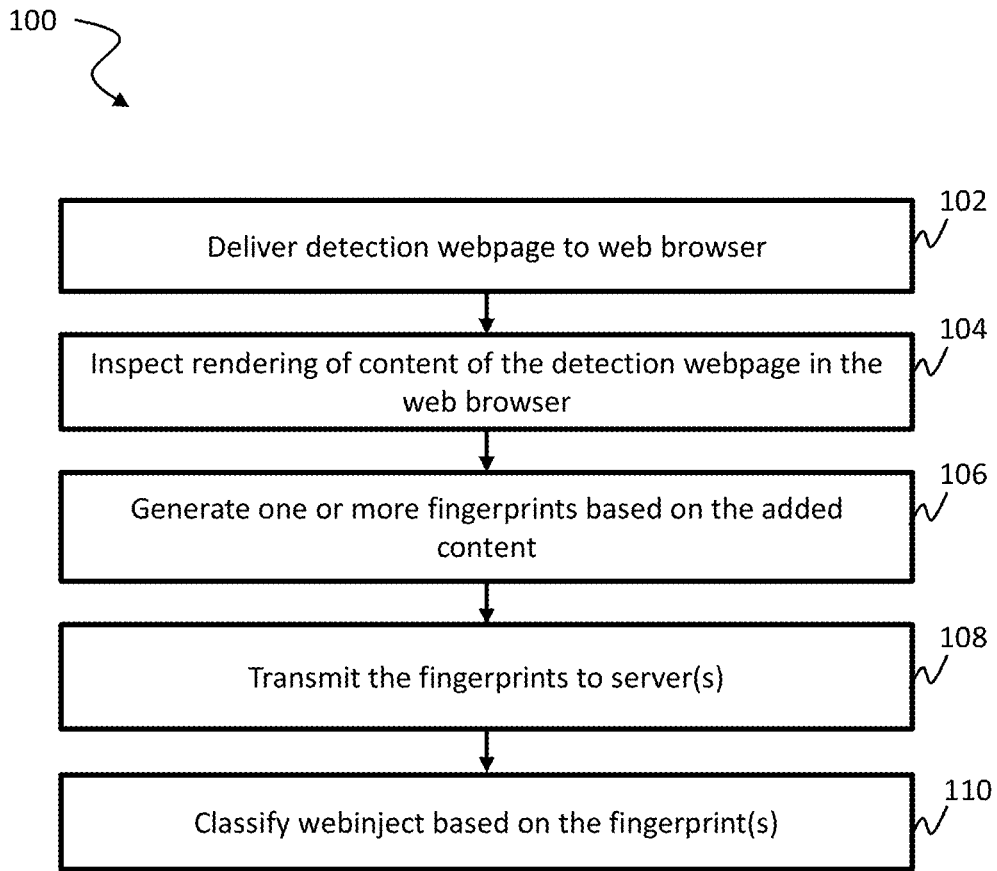 100
102
Deliver detection webpage to web browser
104
Inspect rendering of content of the detection webpage in the
web browser
106
Generate one or more fingerprints based on the added
content
108
Transmit the fingerprints to server(s)
110
Classify webinject based on the fingerprint(s)